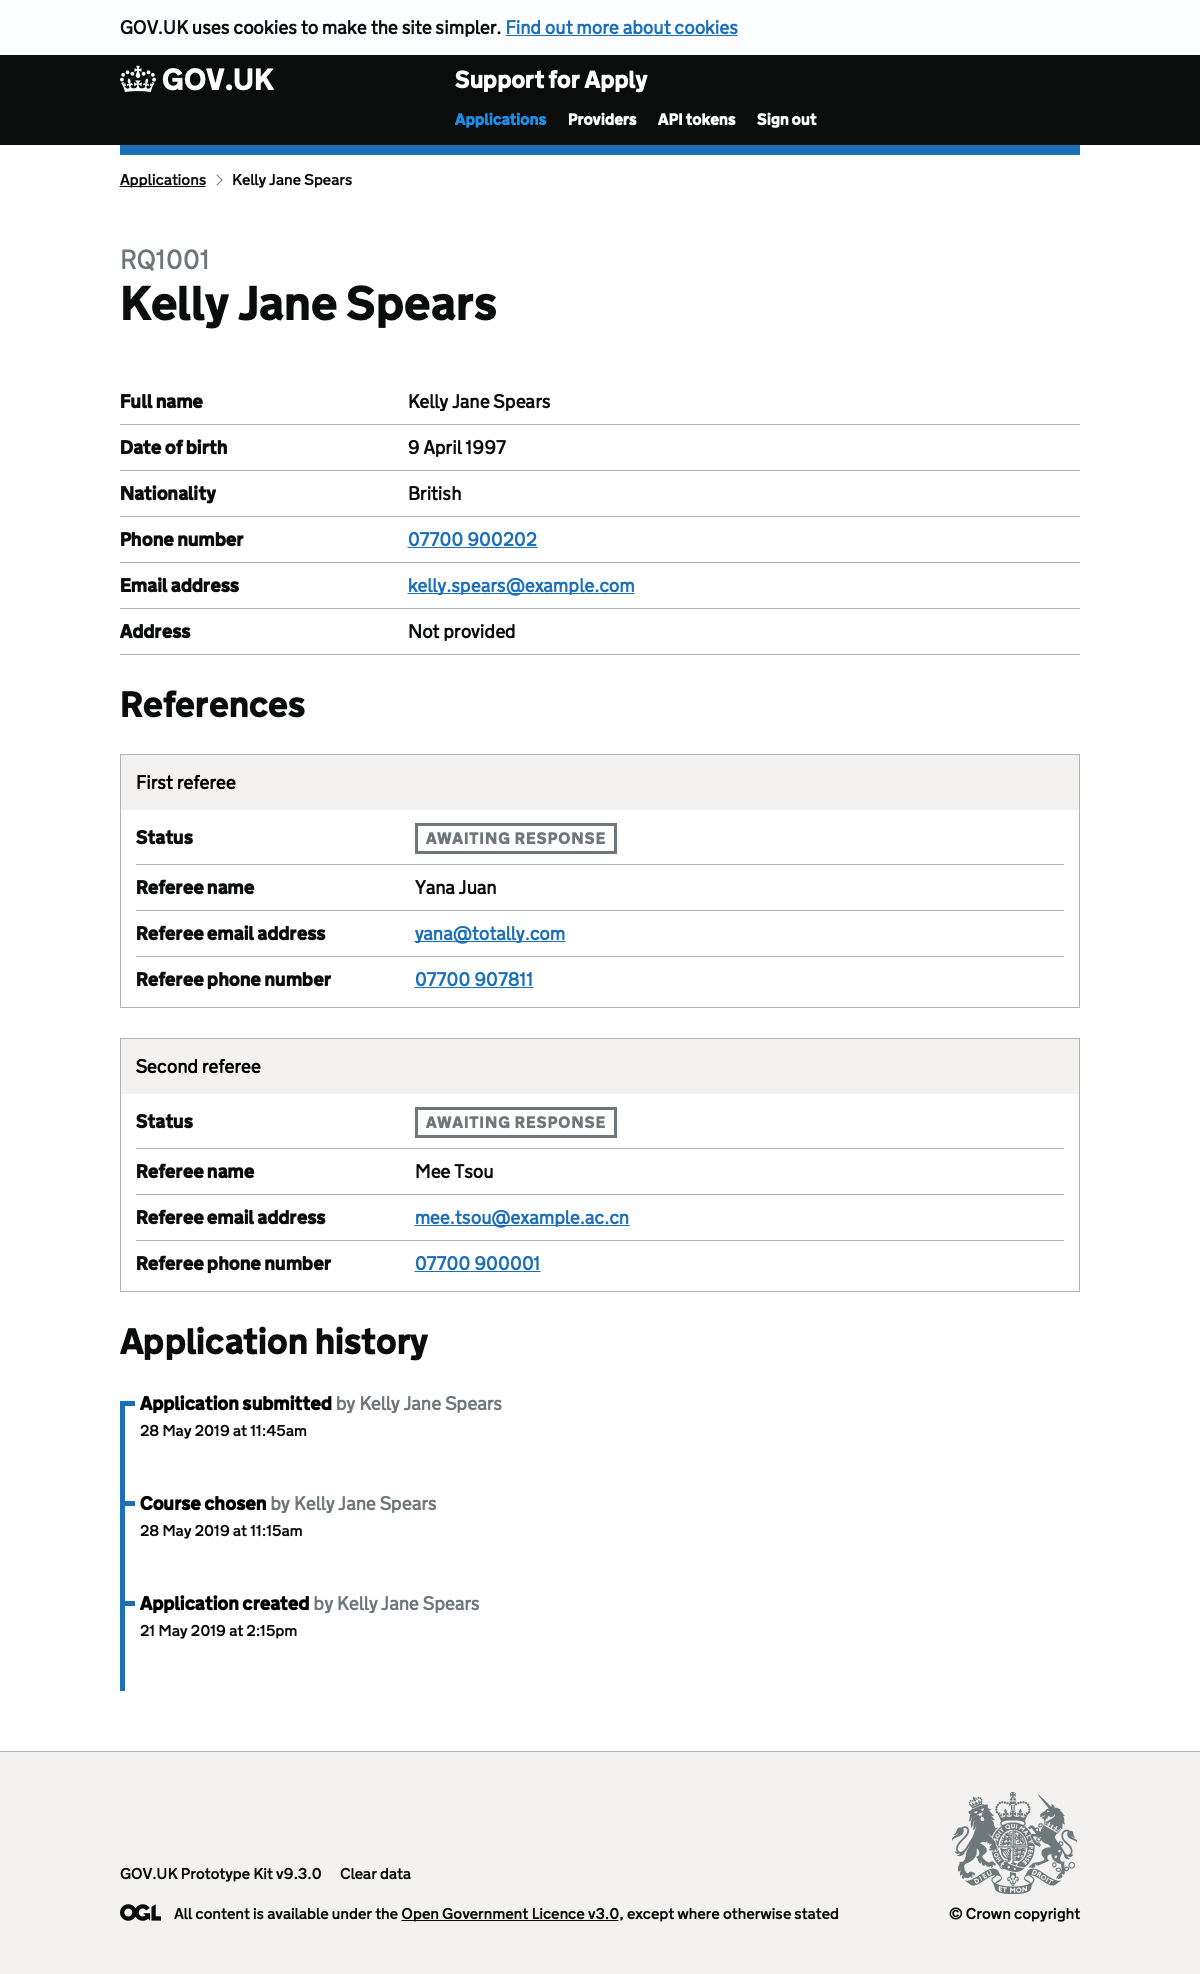 GOV.UK uses cookies to make the site simpler. Find out more about cookies
GOV.UK
Support for Apply
Applications Providers API tokens Sign out
Applications Kelly Jane Spears
RQ1001
Kelly Jane Spears
Full name Kelly Jane Spears
Date of birth 9 April 1997
Nationality British
Phone number 07700 900202
Email address kelly.spears@example.com
Address Not provided
References
First referee
Status AWAITING RESPONSE
Referee name Yana Juan
Referee email address yana@totally.com
Referee phone number 07700 907811
Second referee
Status AWAITING RESPONSE
Referee name Mee Tsou
Referee email address mee.tsou@example.ac.cn
Referee phone number 07700 900001
Application history
Application submitted by Kelly Jane Spears
28 May 2019 at 11:45am
Course chosen by Kelly Jane Spears
28 May 2019 at 11:15am
Application created by Kelly Jane Spears
21 May 2019 at 2:15pm
GOV.UK Prototype Kit v9.3.0 Clear data
OGL All content is available under the Open Government Licence v3.0, except where otherwise stated
DIEU ET MON DROIT
© Crown copyright